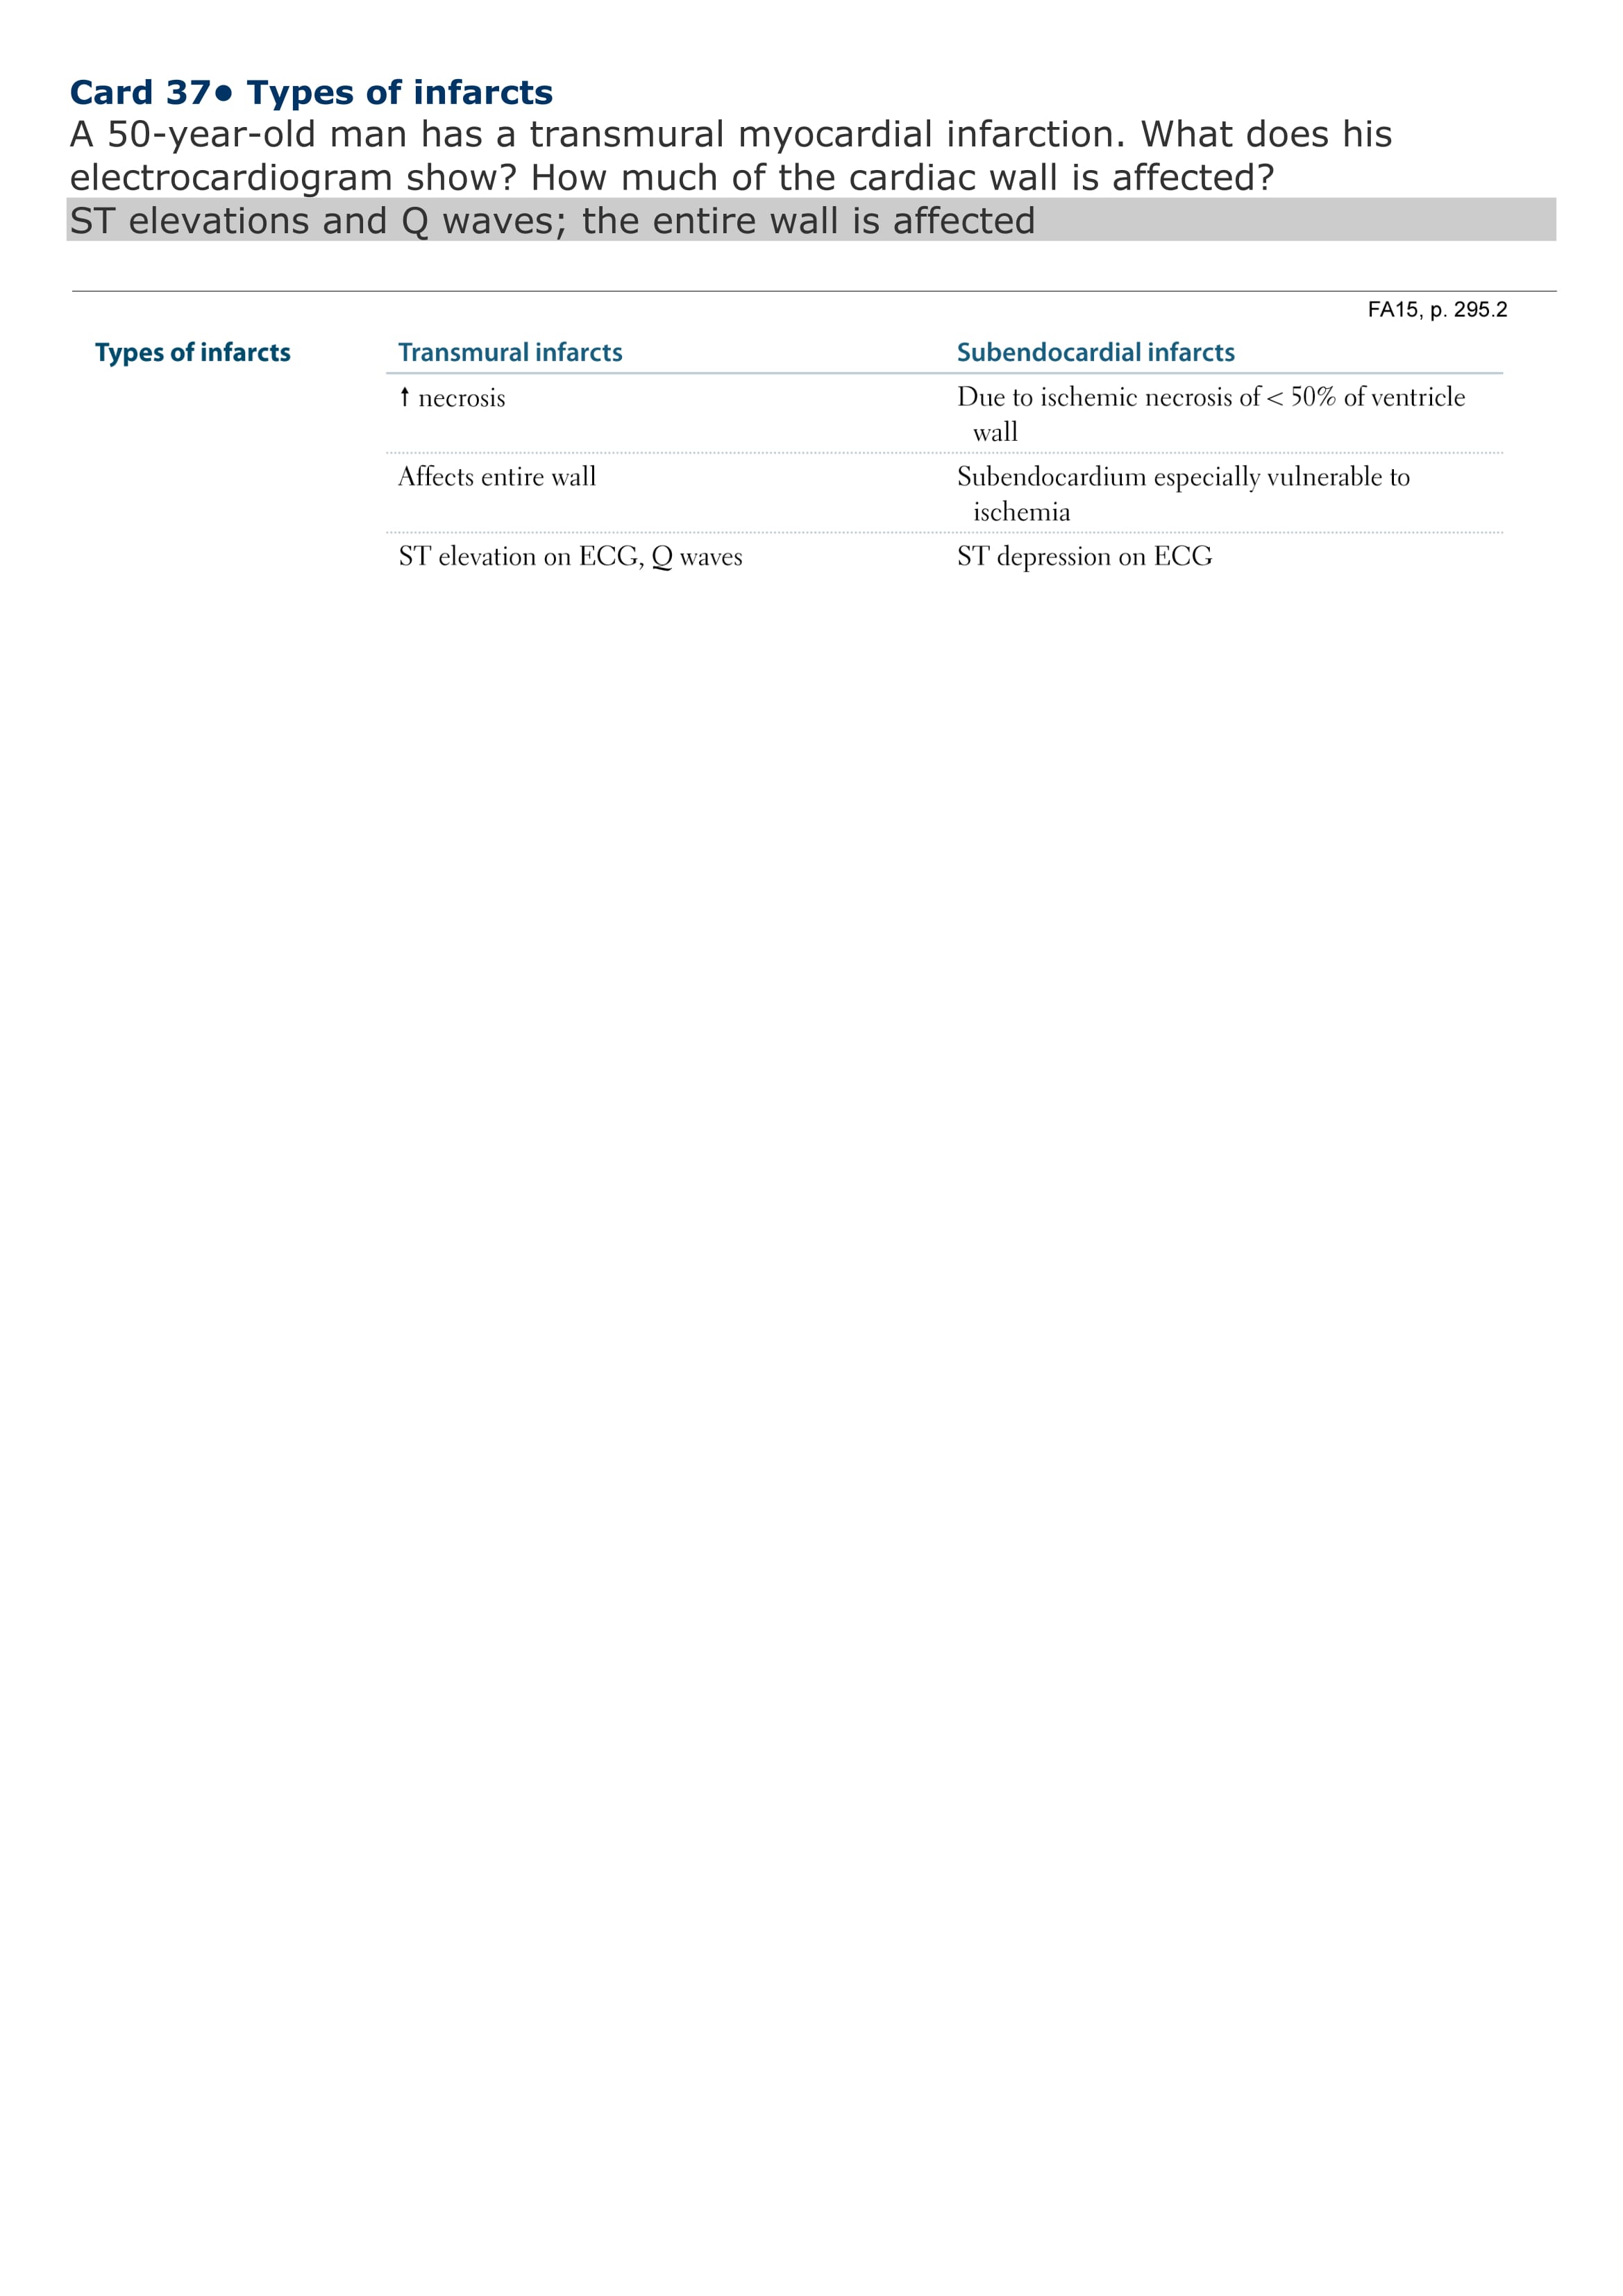 Card 37• Types of infarcts
A 50-year-old man has a transmural myocardial infarction. What does his
electrocardiogram show? How much of the cardiac wall is affected?
ST elevations and Q waves; the entire wall is affected
FA15, p. 295.2
Types of infarcts Transmural infarcts Subendocardial infarcts
↑ necrosis Due to ischemic necrosis of < 50% of ventricle
wall
Affects entire wall Subendocardium especially vulnerable to
ischemia
ST elevation on ECG, Q waves ST depression on ECG